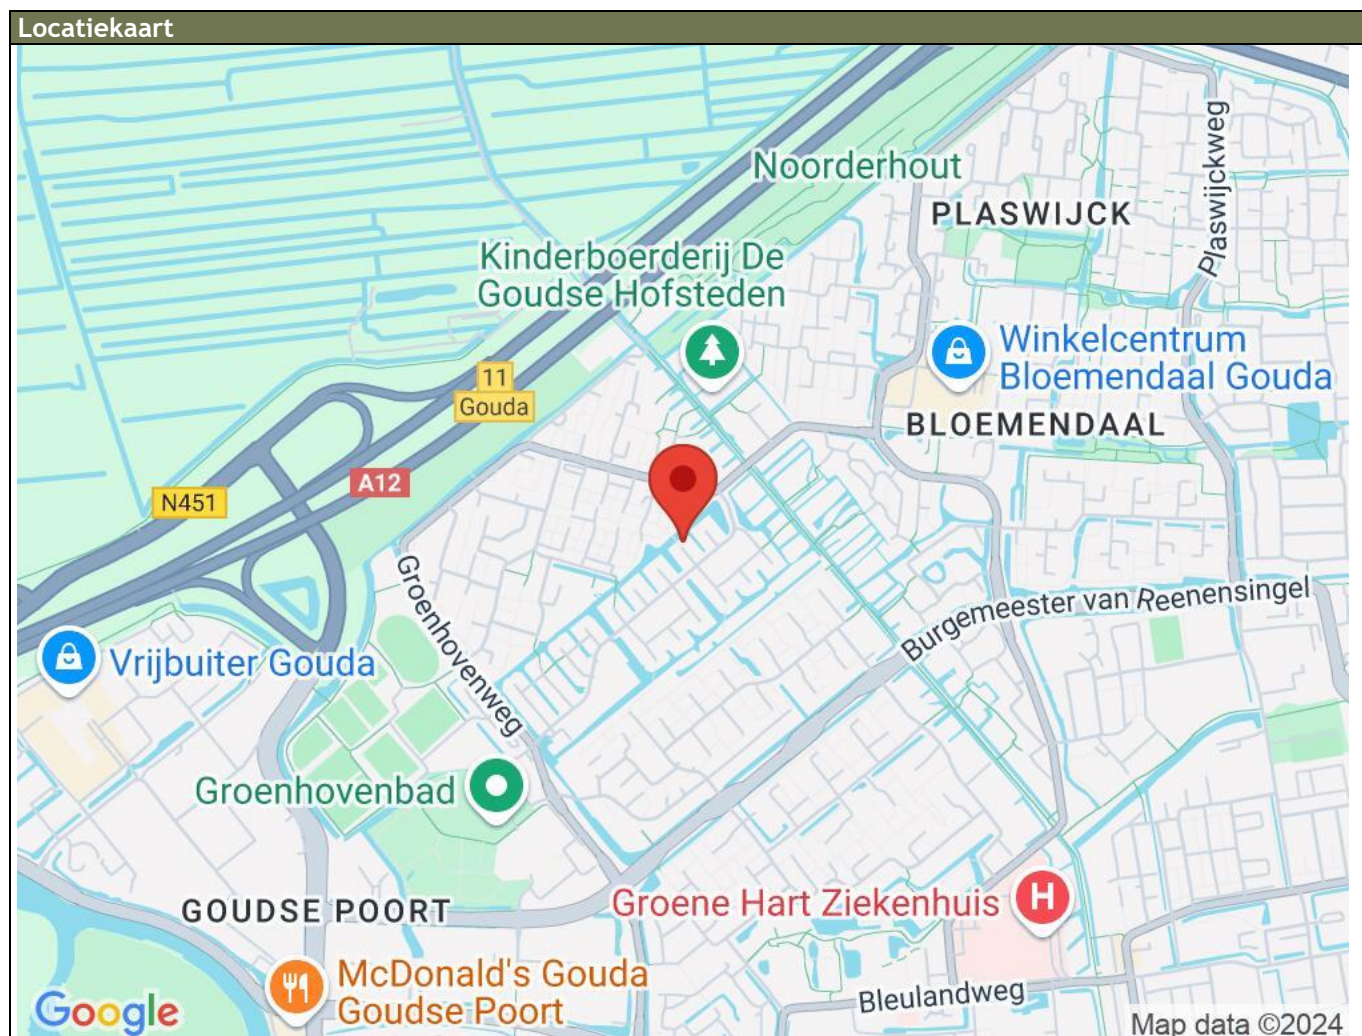 Locatiekaart
Noorderhout
PLASWIJCK
Plaswijckweg
Kinderboerderij De
Goudse Hofsteden
Winkelcentrum
Bloemendaal Gouda
11
Gouda
BLOEMENDAAL
A12
N451
Groenhovenweg
Burgemeester van Reenensingel
Vrijbuiter Gouda
Groenhovenbad
GOUDSE POORT
Groene Hart Ziekenhuis
H
McDonald's Gouda
Goudse Poort
Bleulandweg
Google
Map data ©2024